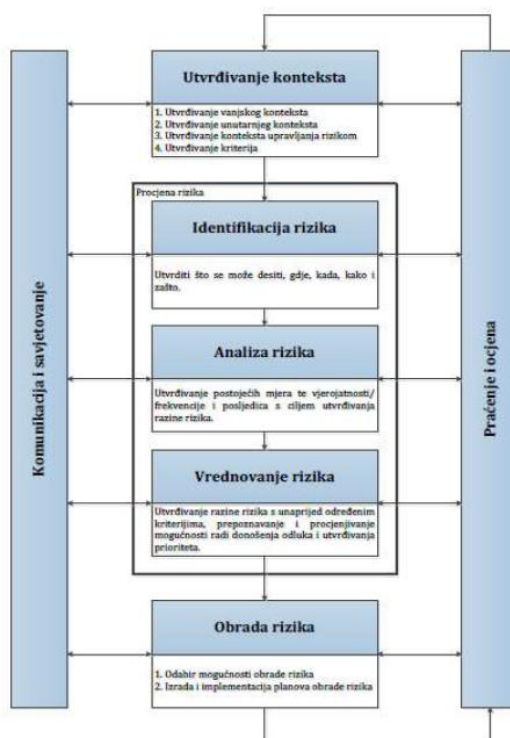 Utvrđivanje konteksta
1. Utvrđivanje vanjskog konteksta
2. Utvrđivanje unutarnjeg konteksta
3. Utvrđivanje konteksta upravljanja rizikom
4. Utvrđivanje kriterija
Procjena rizika
Identifikacija rizika
Utvrditi što se može desiti, gdje, kada, kako i
zašto.
Analiza rizika
Utvrđivanje postoječih mjera te vjerojatnosti/
frekvencije i posljedica s ciljem utvrđivanja
razine rizika.
Vrednovanje rizika
Utvrđivanje razine rizika s unaprijed određenim
kriterijima, prepoznavanje i procjenjivanje
mogućnosti radi donošenja odluka i utvrđivanja
prioriteta.
Obrada rizika
1. Odabir mogućnosti obrade rizika
2. Izrada i implementacija planova obrade rizika
Komunikacija i savjetovanje
Praćenje i ocjena